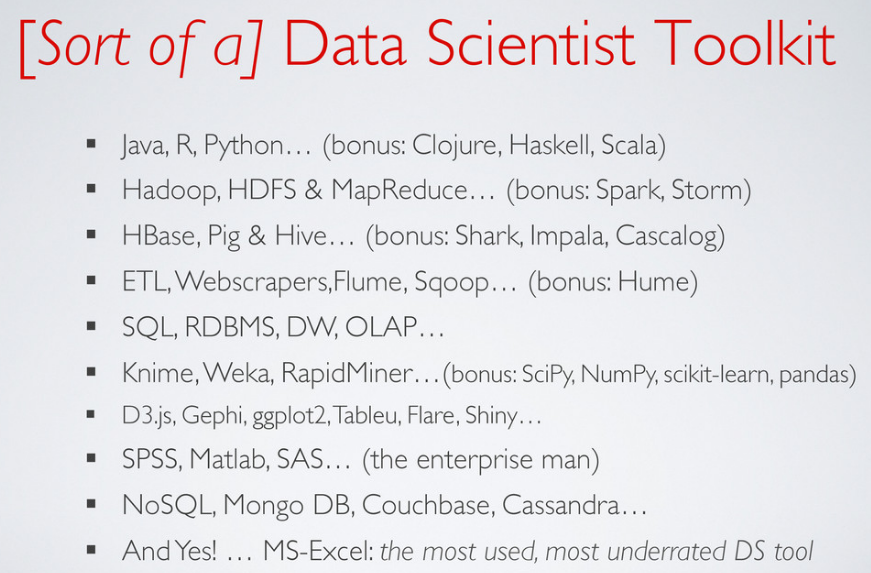 [Sort of a] Data Scientist Toolkit
▪ Java, R, Python… (bonus: Clojure, Haskell, Scala)
▪ Hadoop, HDFS & MapReduce… (bonus: Spark, Storm)
▪ HBase, Pig & Hive… (bonus: Shark, Impala, Cascalog)
▪ ETL, Webscrapers,Flume, Sqoop… (bonus: Hume)
▪ SQL, RDBMS, DW, OLAP…
▪ Knime, Weka, RapidMiner…(bonus: SciPy, NumPy, scikit-learn, pandas)
▪ D3.js, Gephi, ggplot2, Tableu, Flare, Shiny…
▪ SPSS, Matlab, SAS… (the enterprise man)
▪ NoSQL, Mongo DB, Couchbase, Cassandra…
▪ And Yes! … MS-Excel: the most used, most underrated DS tool